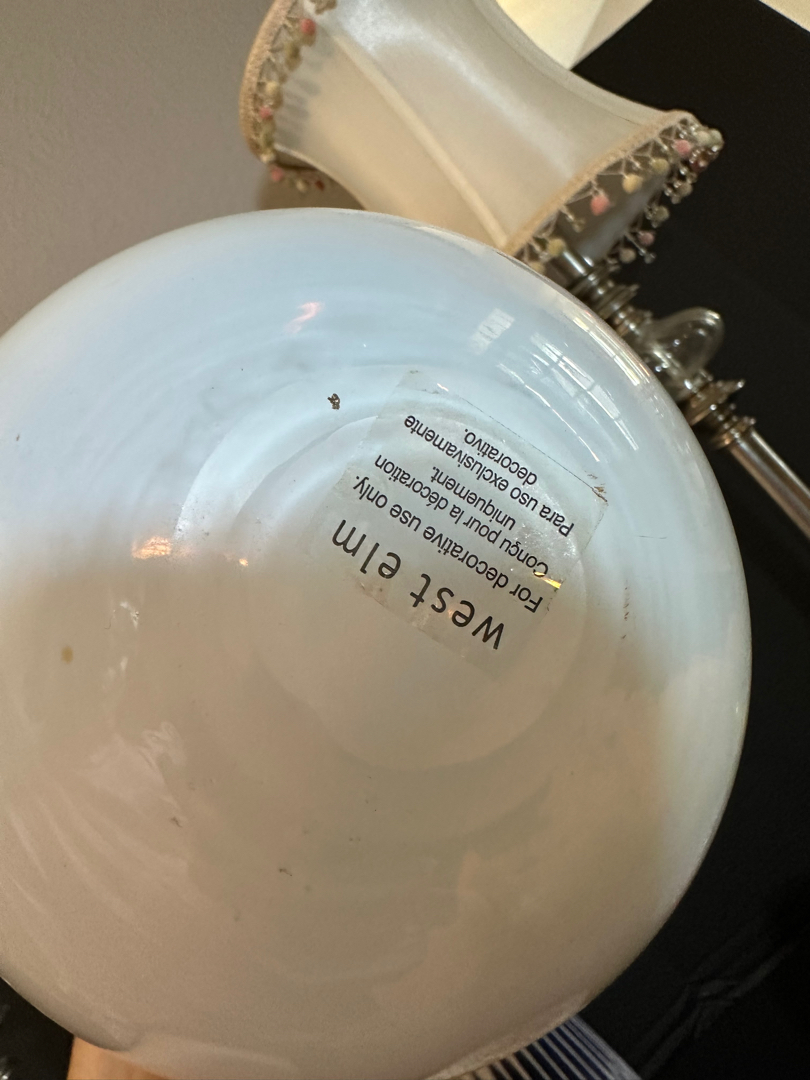 west elm
For decorative use only.
Conçu pour la décoration
uniquement.
Para uso exclusivamente
decorativo.